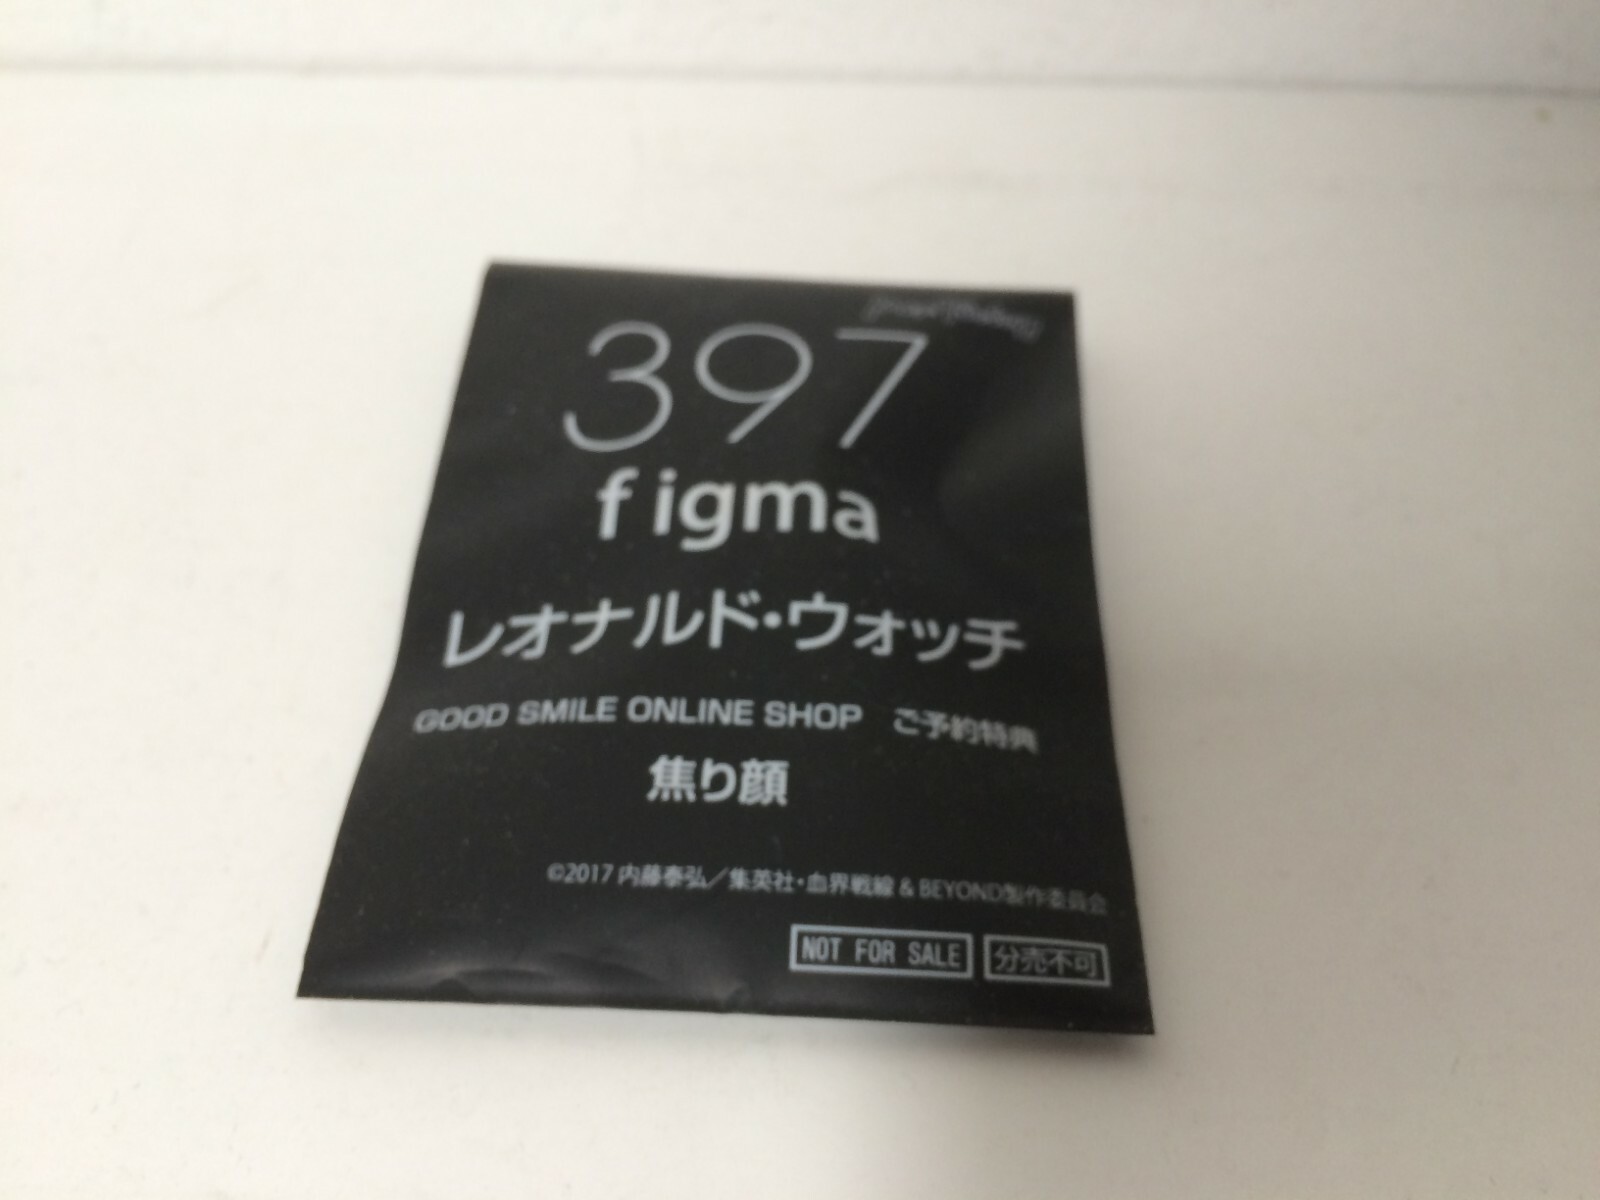 397
figma
レオナルド・ウォッチ
GOOD SMILE ONLINE SHOP ご予約特典
焦り顔
©2017 内藤泰弘／集英社・血界戦線 & BEYOND製作委員会
NOT FOR SALE 分売不可